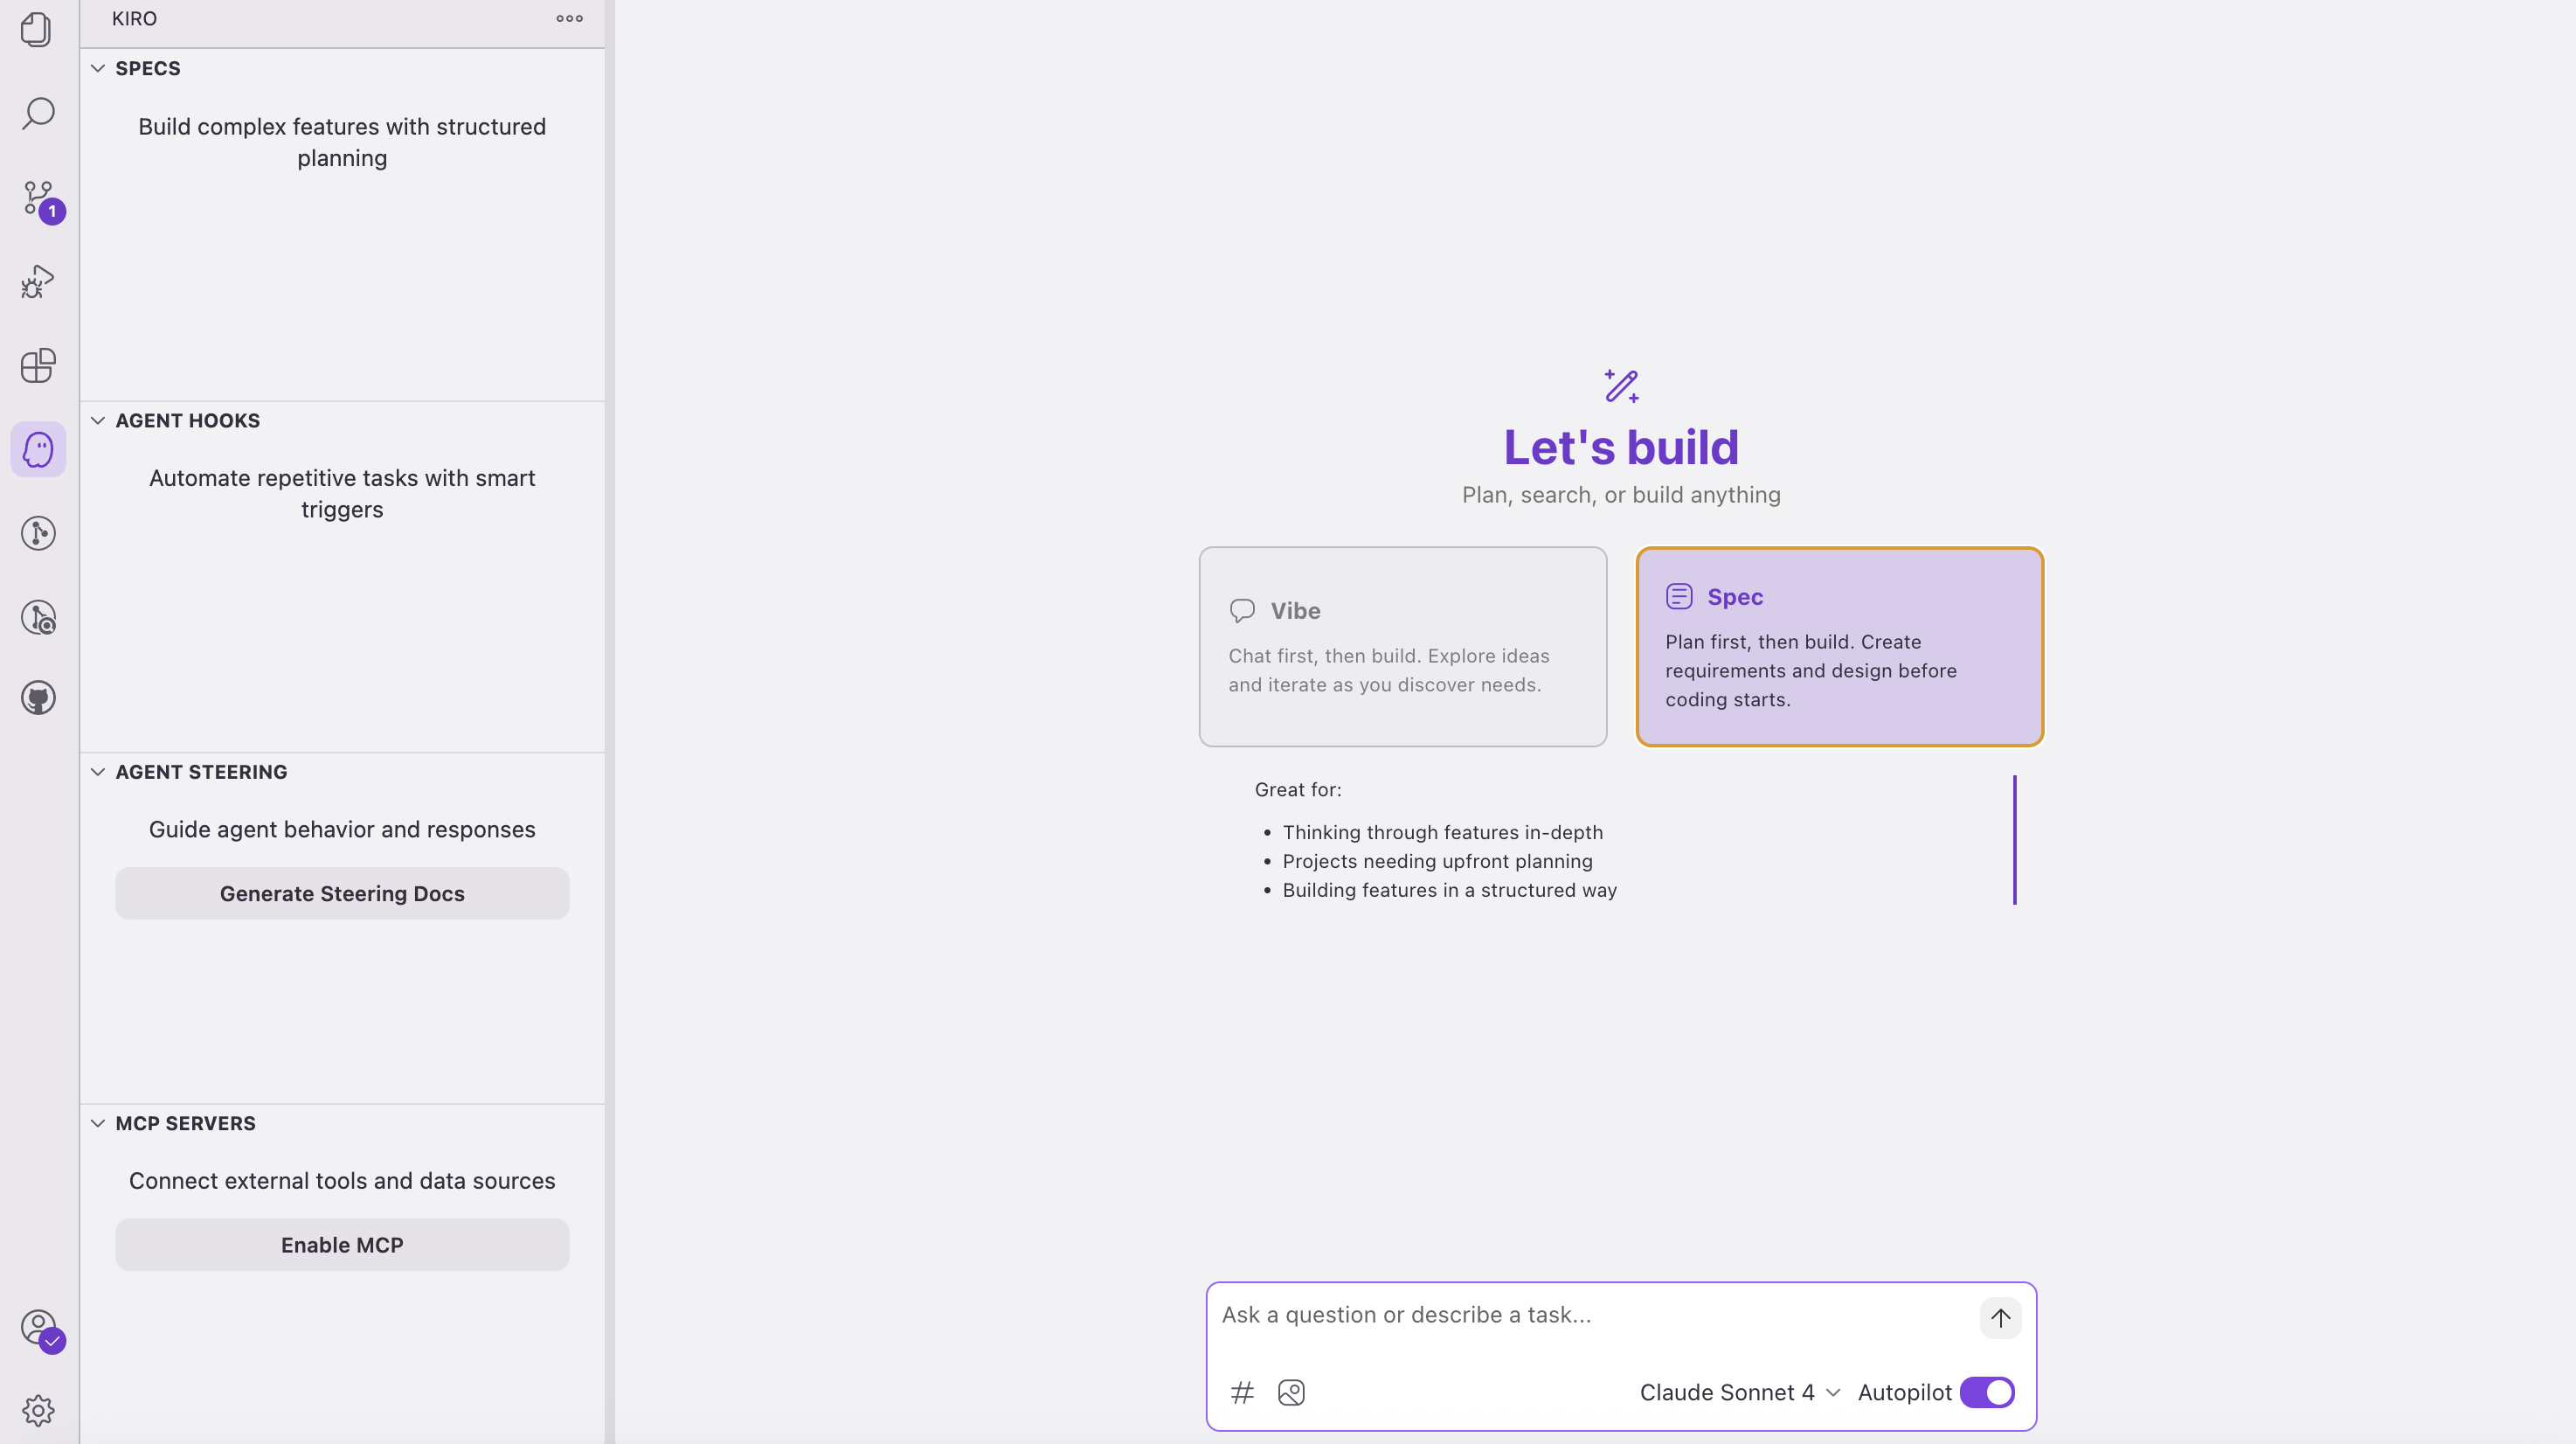 KIRO
SPECS
Build complex features with structured
planning
1
AGENT HOOKS
Automate repetitive tasks with smart
triggers
AGENT STEERING
Guide agent behavior and responses
Generate Steering Docs
MCP SERVERS
Connect external tools and data sources
Enable MCP
Let's build
Plan, search, or build anything
Vibe
Chat first, then build. Explore ideas
and iterate as you discover needs.
Spec
Plan first, then build. Create
requirements and design before
coding starts.
Great for:
• Thinking through features in-depth
• Projects needing upfront planning
• Building features in a structured way
Ask a question or describe a task...
Claude Sonnet 4
Autopilot